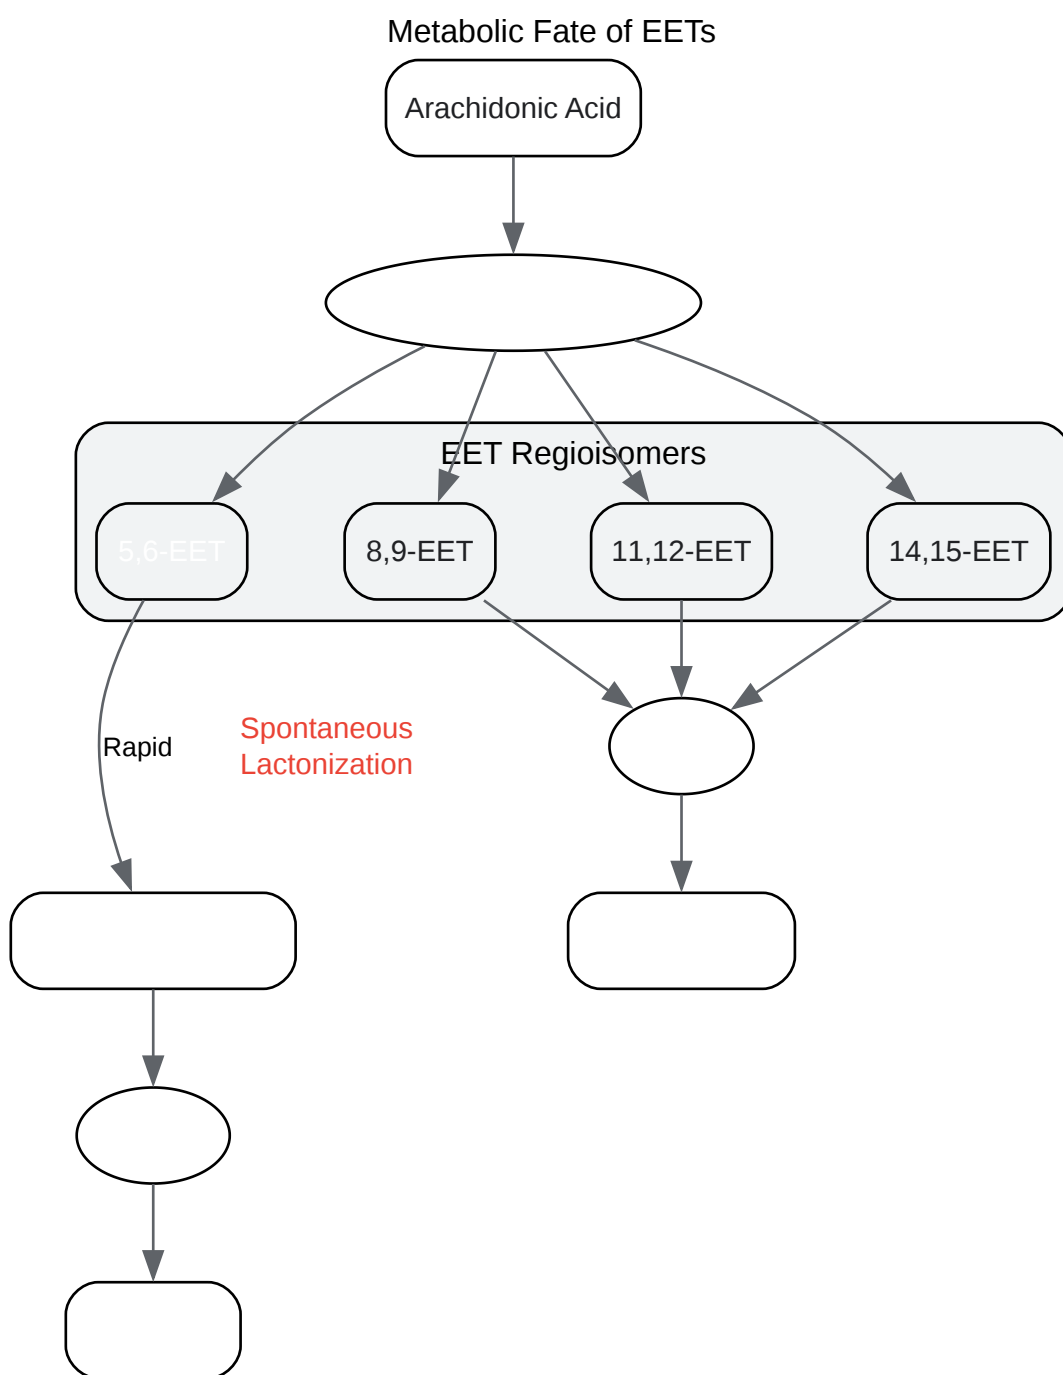 Metabolic Fate of EETs
Arachidonic Acid
EET Regioisomers
5,6-EET
8,9-EET
11,12-EET
14,15-EET
Rapid
Spontaneous
Lactonization